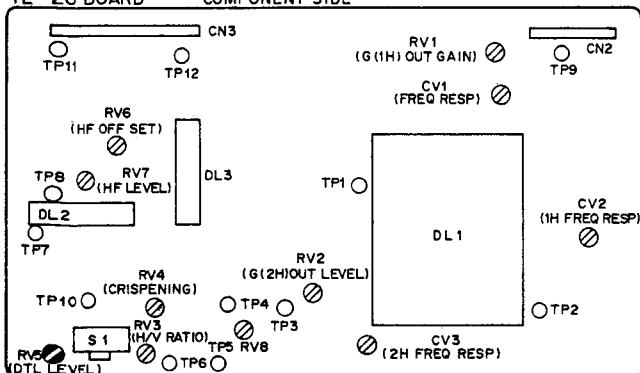 COMPONENT SIDE
CN3
TP11
TP12
RV1
(G(1H) OUT GAIN)
CN2
TP9
CV1
(FREQ RESP)
RV6
(HF OFF SET)
RV7
(HF LEVEL)
DL3
TP8
DL2
TP7
TP1
DL1
CV2
(1H FREQ RESP)
RV2
(G(2H)OUT LEVEL)
RV4
(CRISPENING)
TP10
TP4
TP3
TP2
S1
RV3
(H/V RATIO)
TP5
RV8
CV3
(2H FREQ RESP)
RV5
(DTL LEVEL)
TP6